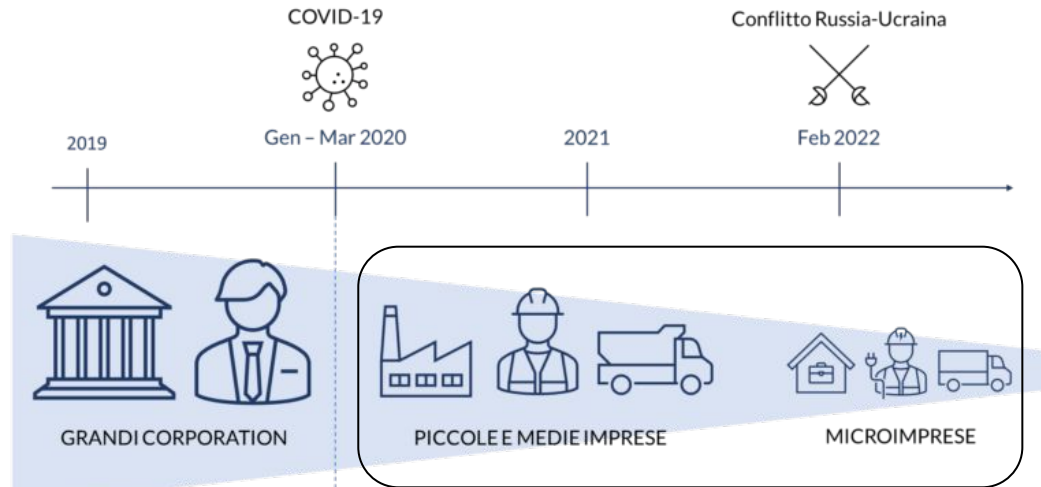 COVID-19
Conflitto Russia-Ucraina
2019
Gen – Mar 2020
2021
Feb 2022
GRANDI CORPORATION
PICCOLE E MEDIE IMPRESE
MICROIMPRESE